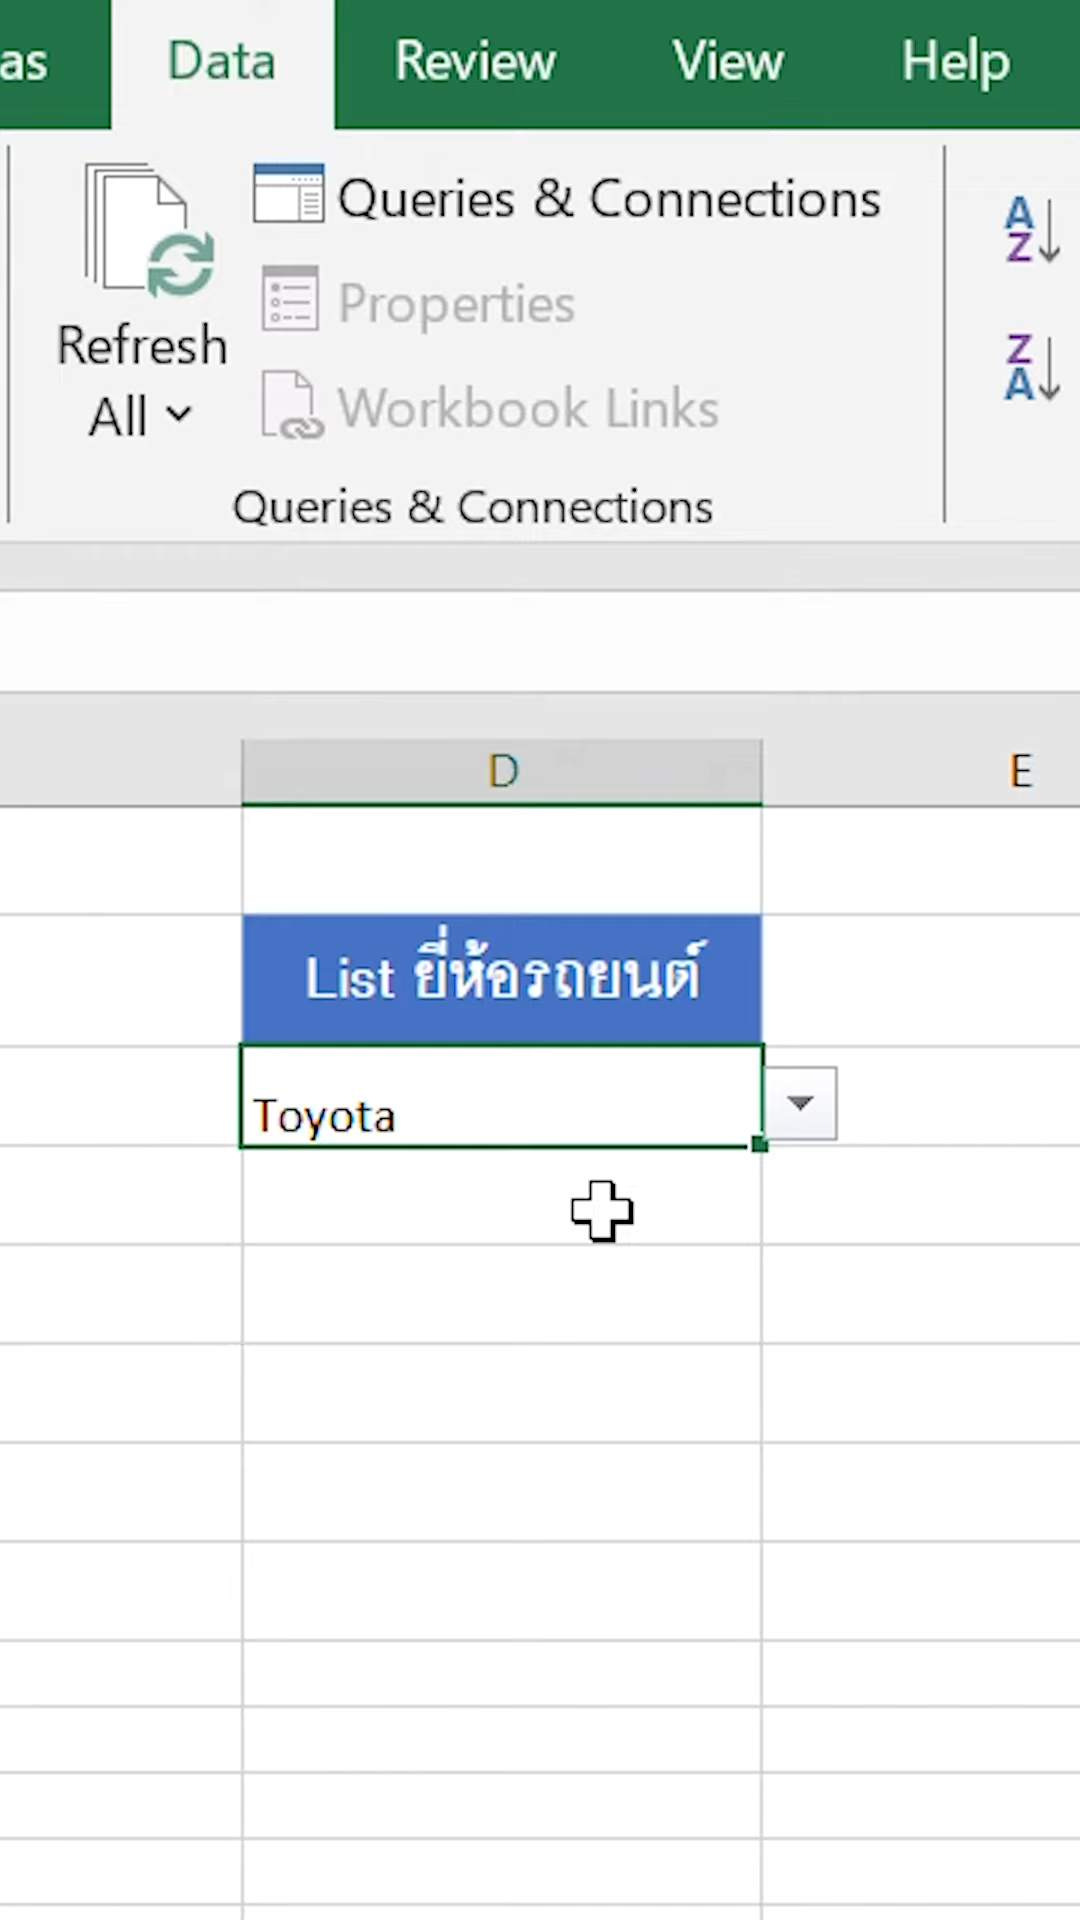 as Data Review View Help
Queries & Connections
Properties
Workbook Links
Refresh
All
Queries & Connections
A
Z
Z
A
D E
List ยี่ห้อรถยนต์
Toyota